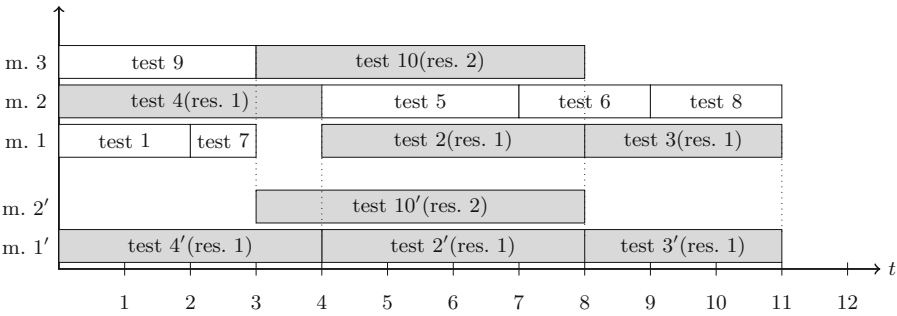 m. 3 test 9 test 10(res. 2)
m. 2 test 4(res. 1) test 5 test 6 test 8
m. 1 test 1 test 7 test 2(res. 1) test 3(res. 1)
m. 2′ test 10′(res. 2)
m. 1′ test 4′(res. 1) test 2′(res. 1) test 3′(res. 1)
t
1 2 3 4 5 6 7 8 9 10 11 12